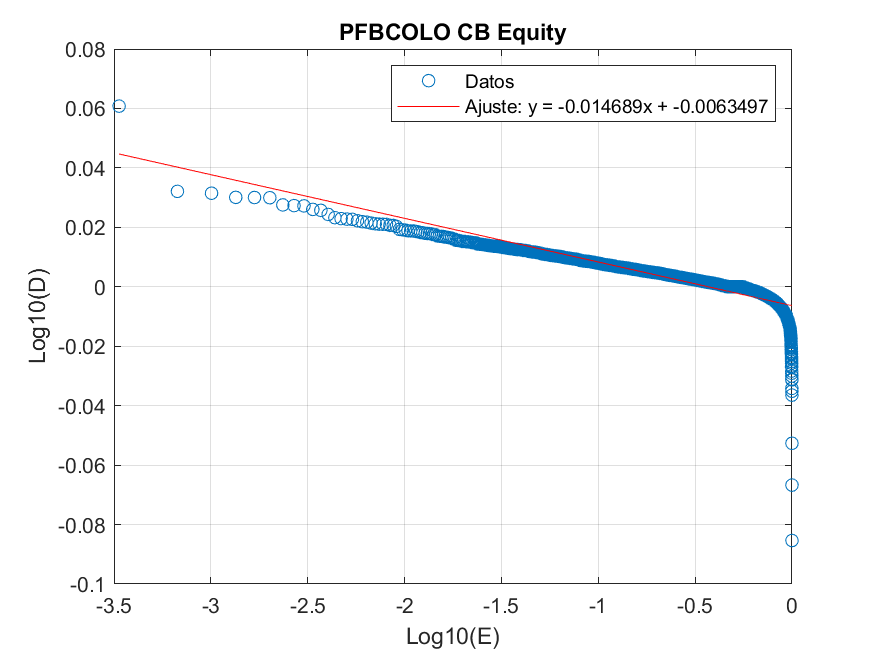 PFBCOLO CB Equity
Datos
Ajuste: y = -0.014689x + -0.0063497
Log10(D)
0.08
0.06
0.04
0.02
0
-0.02
-0.04
-0.06
-0.08
-0.1
-3.5 -3 -2.5 -2 -1.5 -1 -0.5 0
Log10(E)